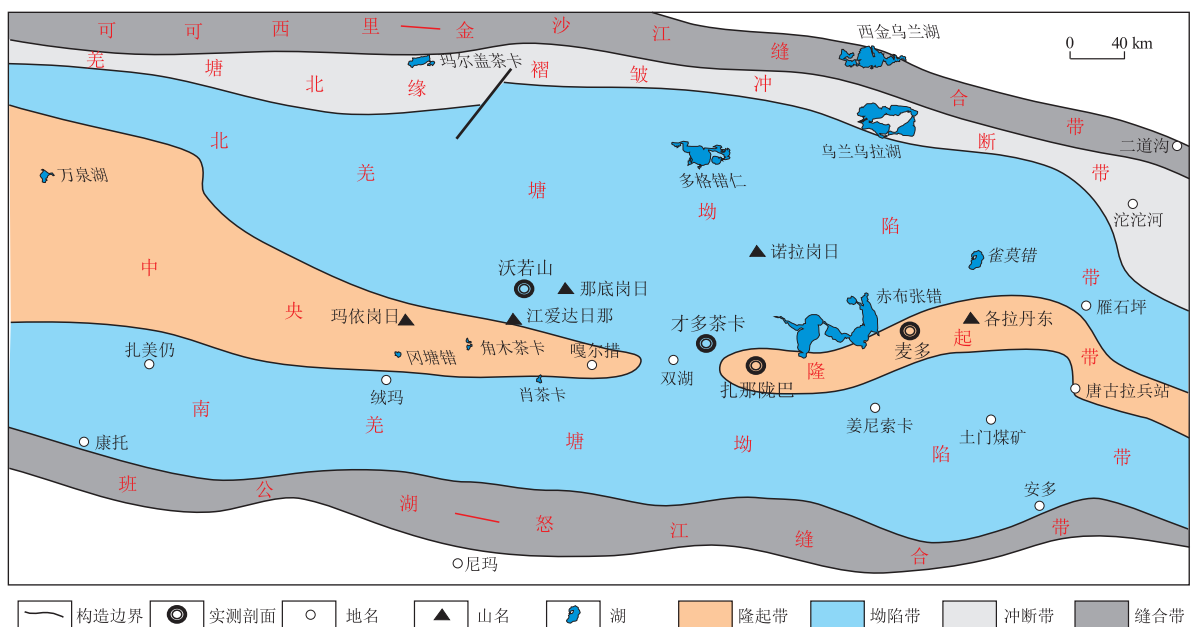 可可西里—金沙江缝合带
羌塘北缘褶皱冲断带
北羌塘坳陷带
中央隆起带
南羌塘坳陷带
班公湖—怒江缝合带
西金乌兰湖
0 40 km
玛尔盖茶卡
乌兰乌拉湖
二道沟
多格错仁
万泉湖
沱沱河
诺拉岗日
雀莫错
沃若山
那底岗日
赤布张错
雁石坪
玛依岗日
江爱达日那
才多茶卡
各拉丹东
扎美仍
冈塘错
角木茶卡
嘎尔措
麦多
双湖
扎那陇巴
唐古拉兵站
绒玛
肖茶卡
姜尼索卡
土门煤矿
康托
安多
尼玛
构造边界 实测剖面 地名 山名 湖 隆起带 坳陷带 冲断带 缝合带